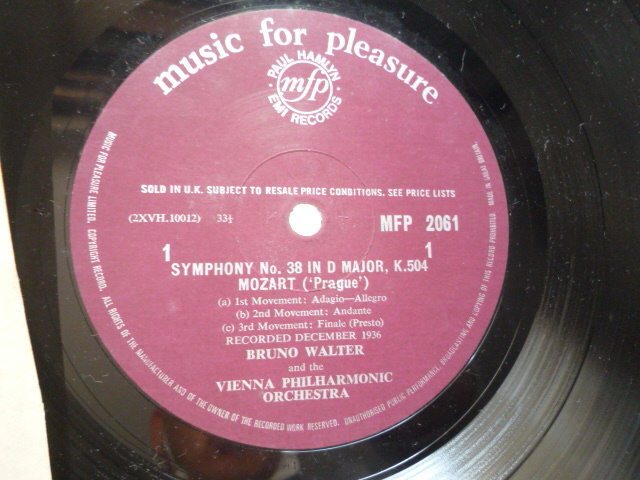 music for pleasure
PAUL HAMLYN
mfp
EMI RECORDS
SOLD IN U.K. SUBJECT TO RESALE PRICE CONDITIONS. SEE PRICE LISTS
(2XVH.10012) 33⅓
MFP 2061
1 1
SYMPHONY No. 38 IN D MAJOR, K.504
MOZART ('Prague')
(a) 1st Movement: Adagio—Allegro
(b) 2nd Movement: Andante
(c) 3rd Movement: Finale (Presto)
RECORDED DECEMBER 1936
BRUNO WALTER
and the
VIENNA PHILHARMONIC
ORCHESTRA
MUSIC FOR PLEASURE LIMITED. COPYRIGHT RECORD. ALL RIGHTS OF THE MANUFACTURER AND OF THE OWNER OF THE RECORDED WORK RESERVED. UNAUTHORISED PUBLIC PERFORMANCE, BROADCASTING AND COPYING OF THIS RECORD PROHIBITED. MADE IN GREAT BRITAIN.